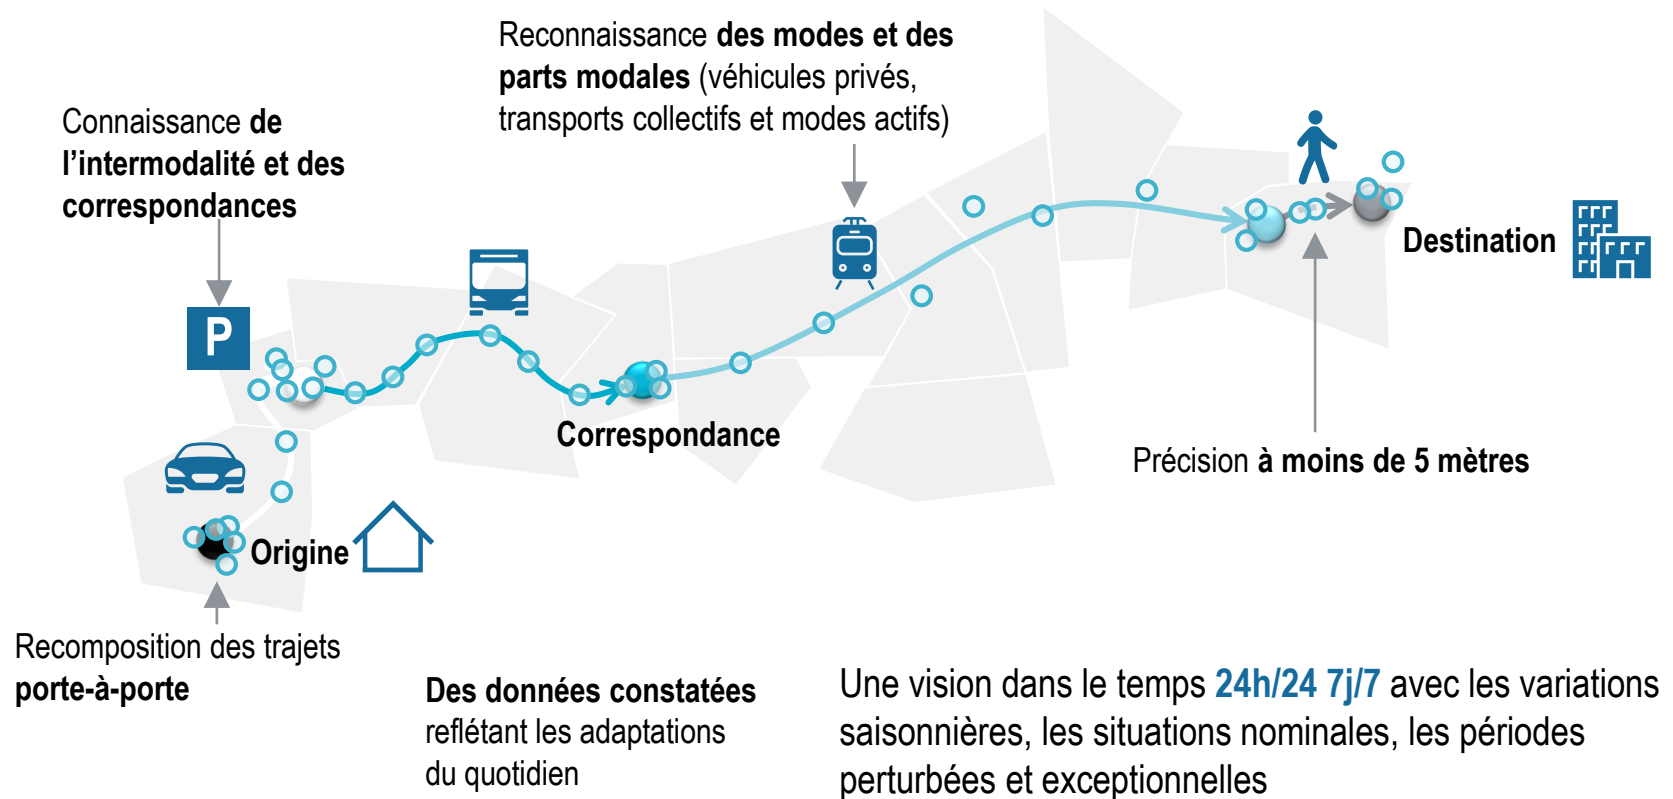 Reconnaissance des modes et des
parts modales (véhicules privés,
transports collectifs et modes actifs)
Connaissance de
l’intermodalité et des
correspondances
P
Destination
Correspondance
Précision à moins de 5 mètres
Origine
Recomposition des trajets
porte-à-porte
Des données constatées
reflétant les adaptations
du quotidien
Une vision dans le temps 24h/24 7j/7 avec les variations
saisonnières, les situations nominales, les périodes
perturbées et exceptionnelles